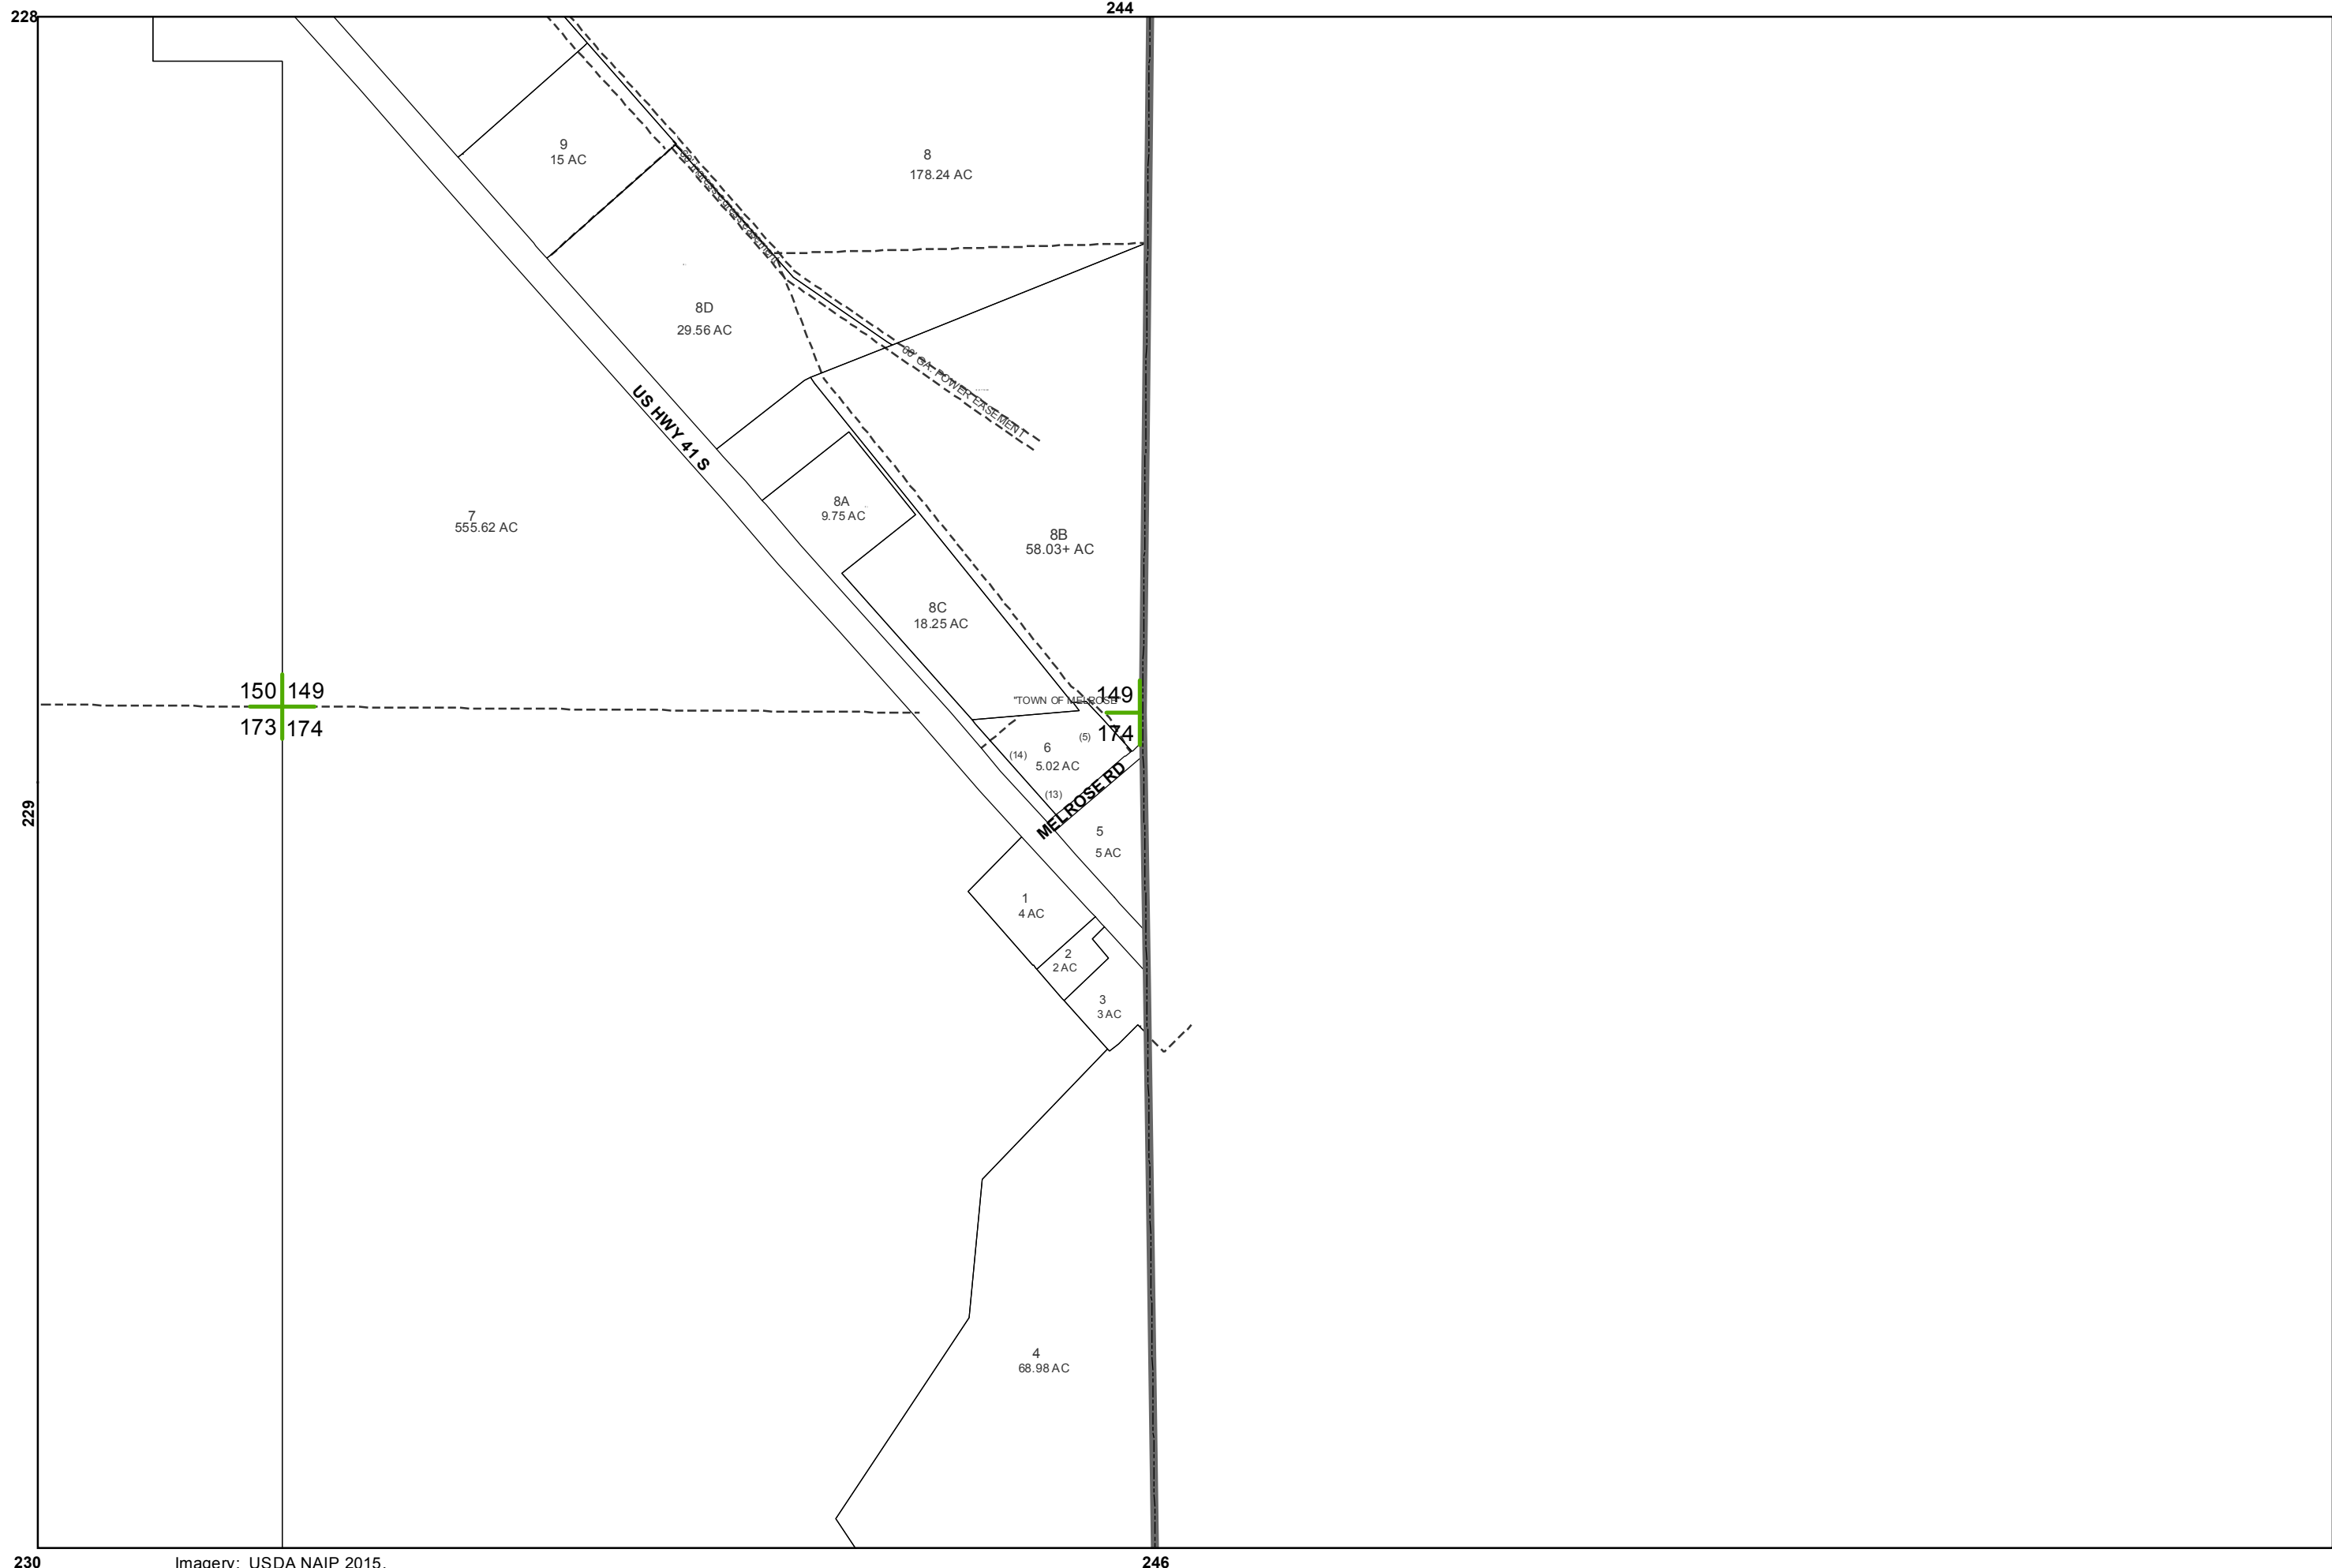 228
244
9
15 AC
8
178.24 AC
8D
29.56 AC
60' GA. POWER EASEMENT
US HWY 41 S
8A
9.75 AC
7
555.62 AC
8B
58.03+ AC
8C
18.25 AC
150 149
173 174
"TOWN OF MELROSE"
149
174
(5)
6
(14)
5.02 AC
(13)
MELROSE RD
229
5
5 AC
1
4 AC
2
2 AC
3
3 AC
4
68.98 AC
230
Imagery: USDA NAIP 2015.
246